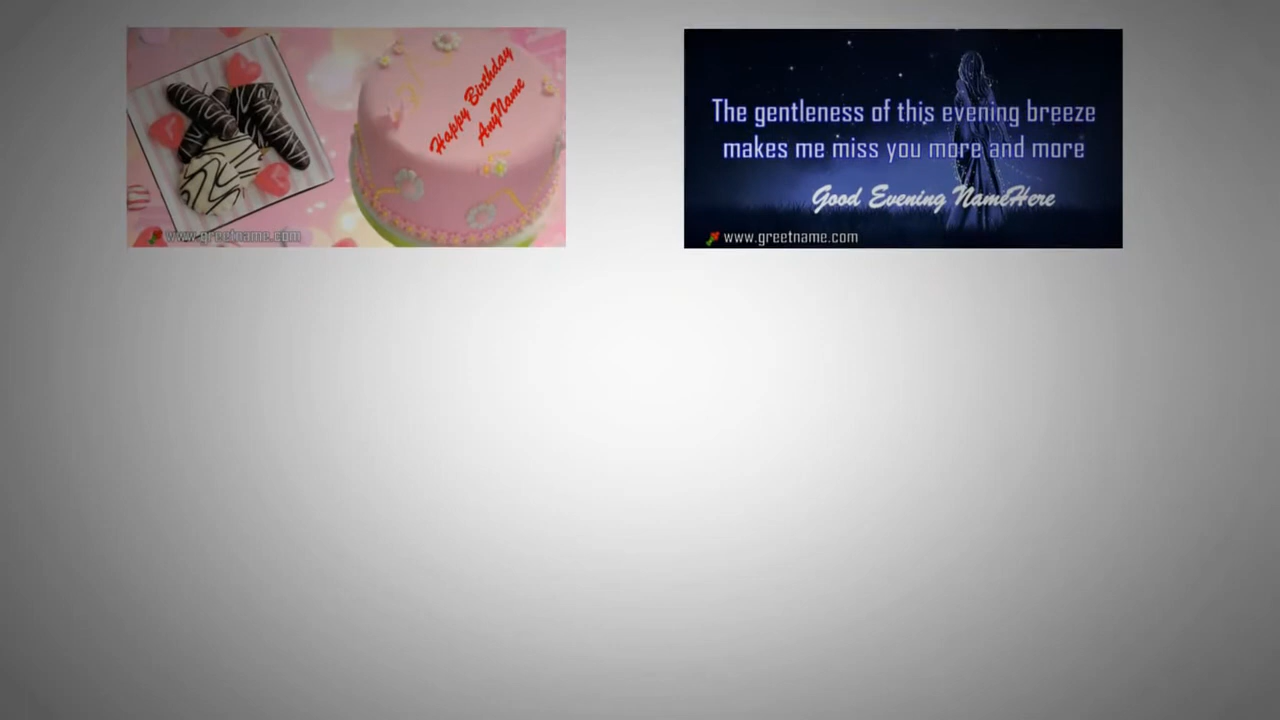 Happy Birthday
AnyName
www.greetname.com
The gentleness of this evening breeze
makes me miss you more and more
Good Evening NameHere
www.greetname.com